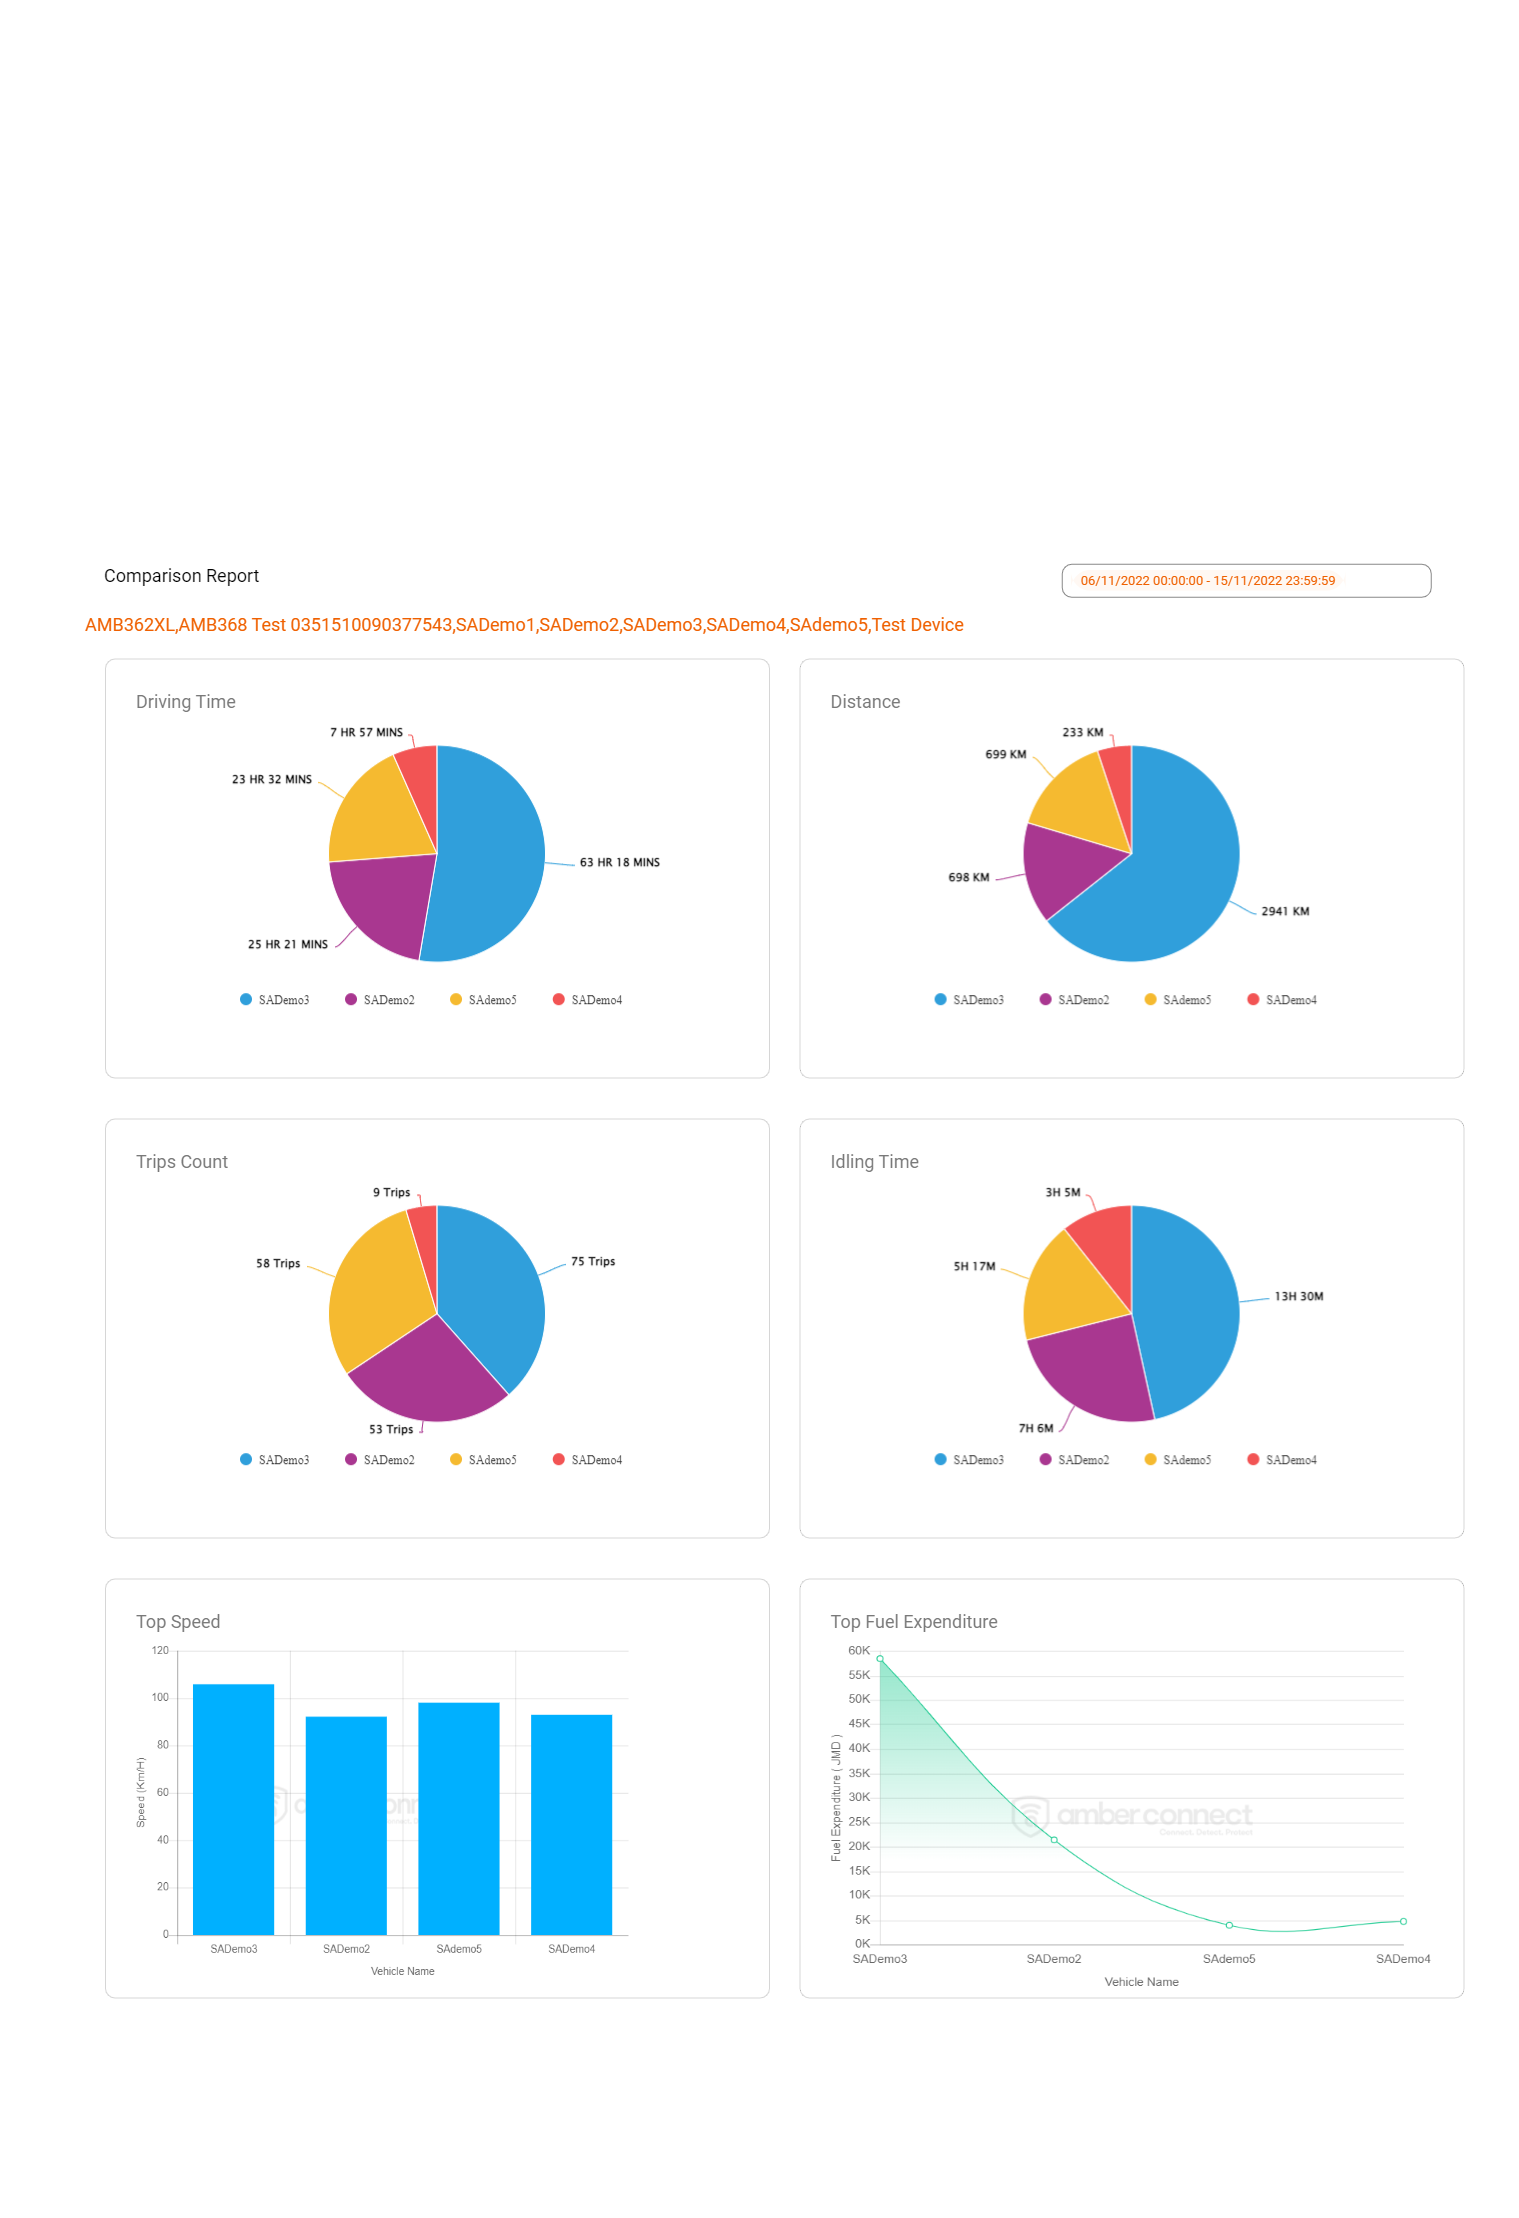 Comparison Report
06/11/2022 00:00:00 - 15/11/2022 23:59:59
AMB362XL,AMB368 Test 0351510090377543,SADemo1,SADemo2,SADemo3,SADemo4,SAdemo5,Test Device
Driving Time
7 HR 57 MINS
23 HR 32 MINS
63 HR 18 MINS
25 HR 21 MINS
SADemo3 SADemo2 SAdemo5 SADemo4
Distance
233 KM
699 KM
698 KM
2941 KM
SADemo3 SADemo2 SAdemo5 SADemo4
Trips Count
9 Trips
58 Trips
75 Trips
53 Trips
SADemo3 SADemo2 SAdemo5 SADemo4
Idling Time
3H 5M
5H 17M
13H 30M
7H 6M
SADemo3 SADemo2 SAdemo5 SADemo4
Top Speed
120
100
80
60
40
20
0
Speed (Km/H)
SADemo3 SADemo2 SAdemo5 SADemo4
Vehicle Name
Top Fuel Expenditure
60K
55K
50K
45K
40K
35K
30K
25K
20K
15K
10K
5K
0K
Fuel Expenditure ( JMD )
amber connect
Connect. Detect. Protect
SADemo3 SADemo2 SAdemo5 SADemo4
Vehicle Name